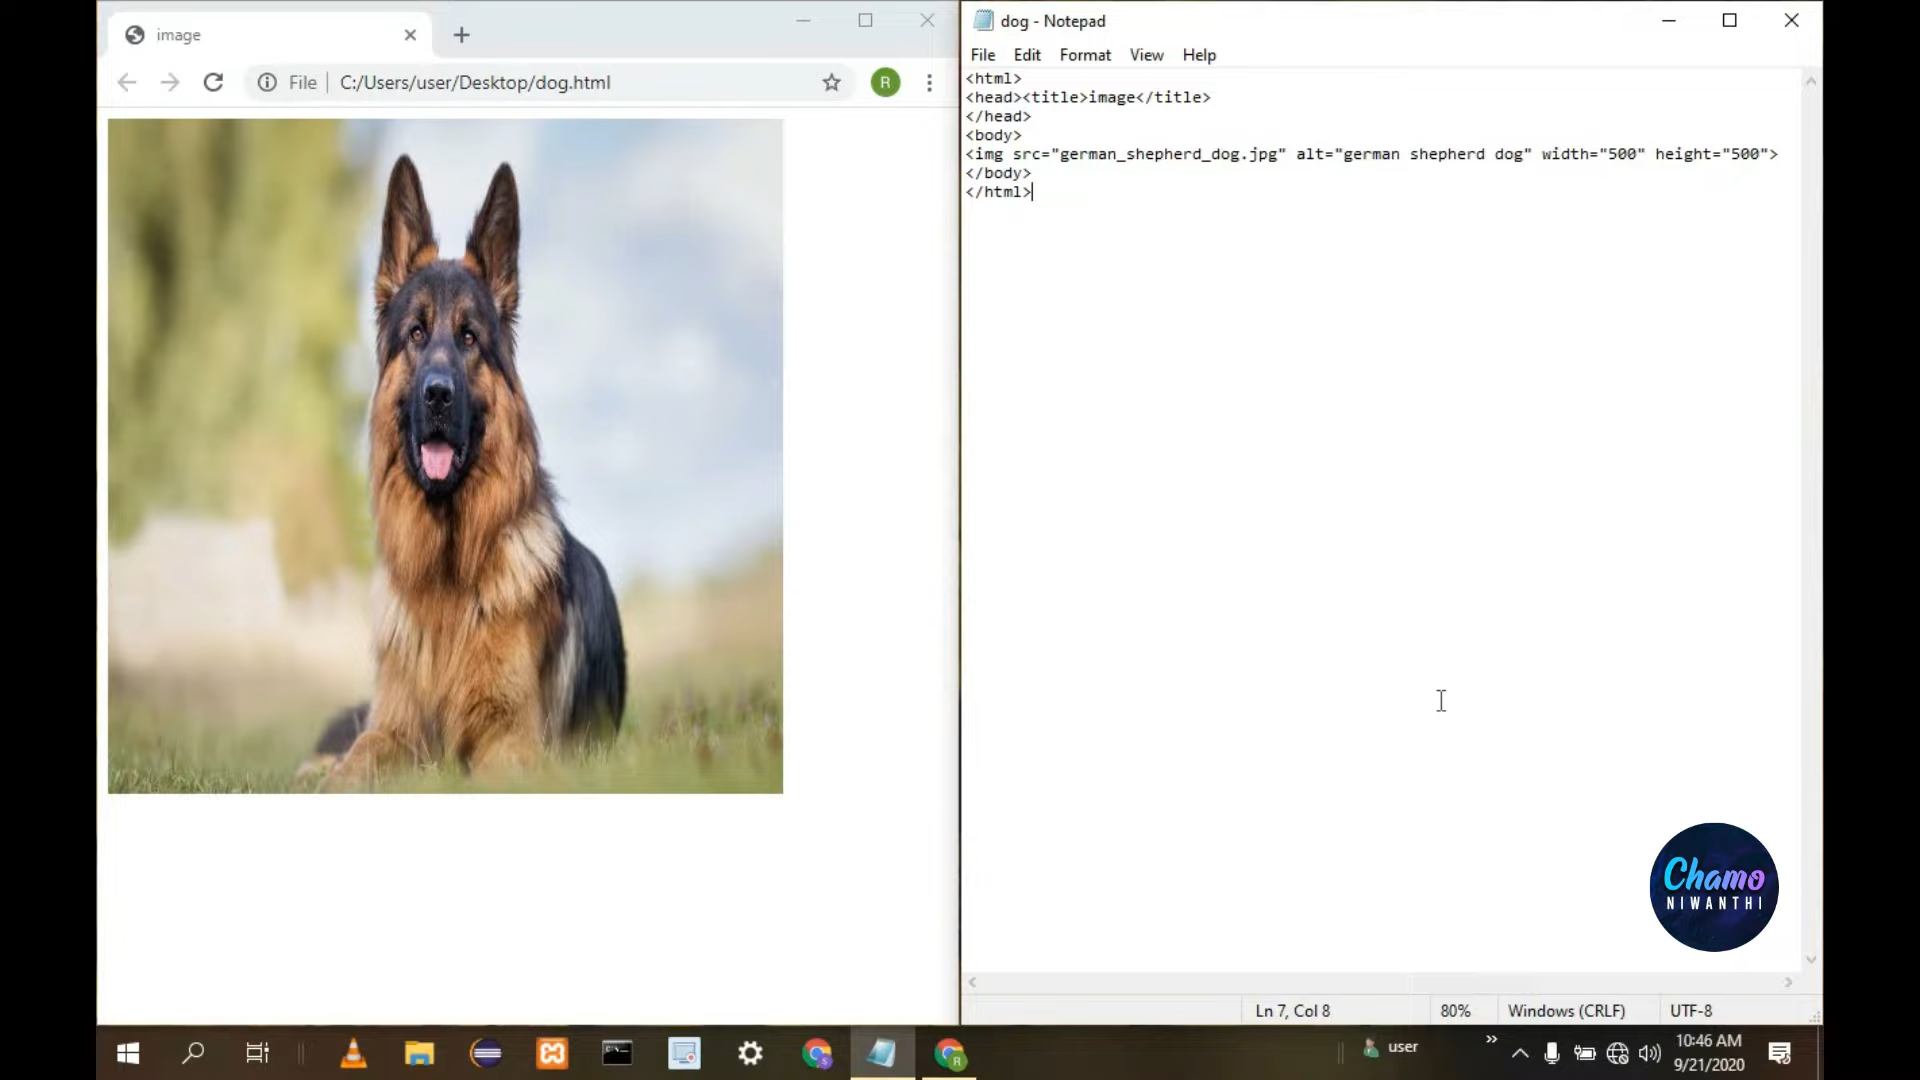 image
File
C:/Users/user/Desktop/dog.html
R
dog - Notepad
File Edit Format View Help
<html>
<head><title>image</title>
</head>
<body>
<img src="german_shepherd_dog.jpg" alt="german shepherd dog" width="500" height="500">
</body>
</html>
Chamo
NIWANTHI
Ln 7, Col 8
80%
Windows (CRLF)
UTF-8
user
10:46 AM
9/21/2020